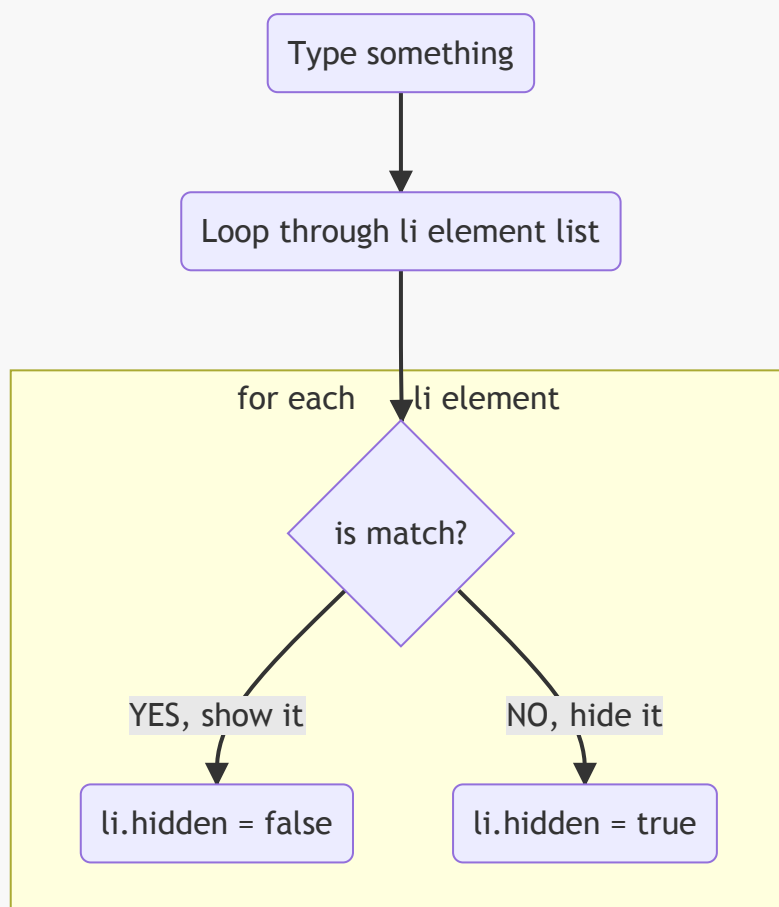 Type something
Loop through li element list
for each li element
is match?
YES, show it
NO, hide it
li.hidden = false
li.hidden = true